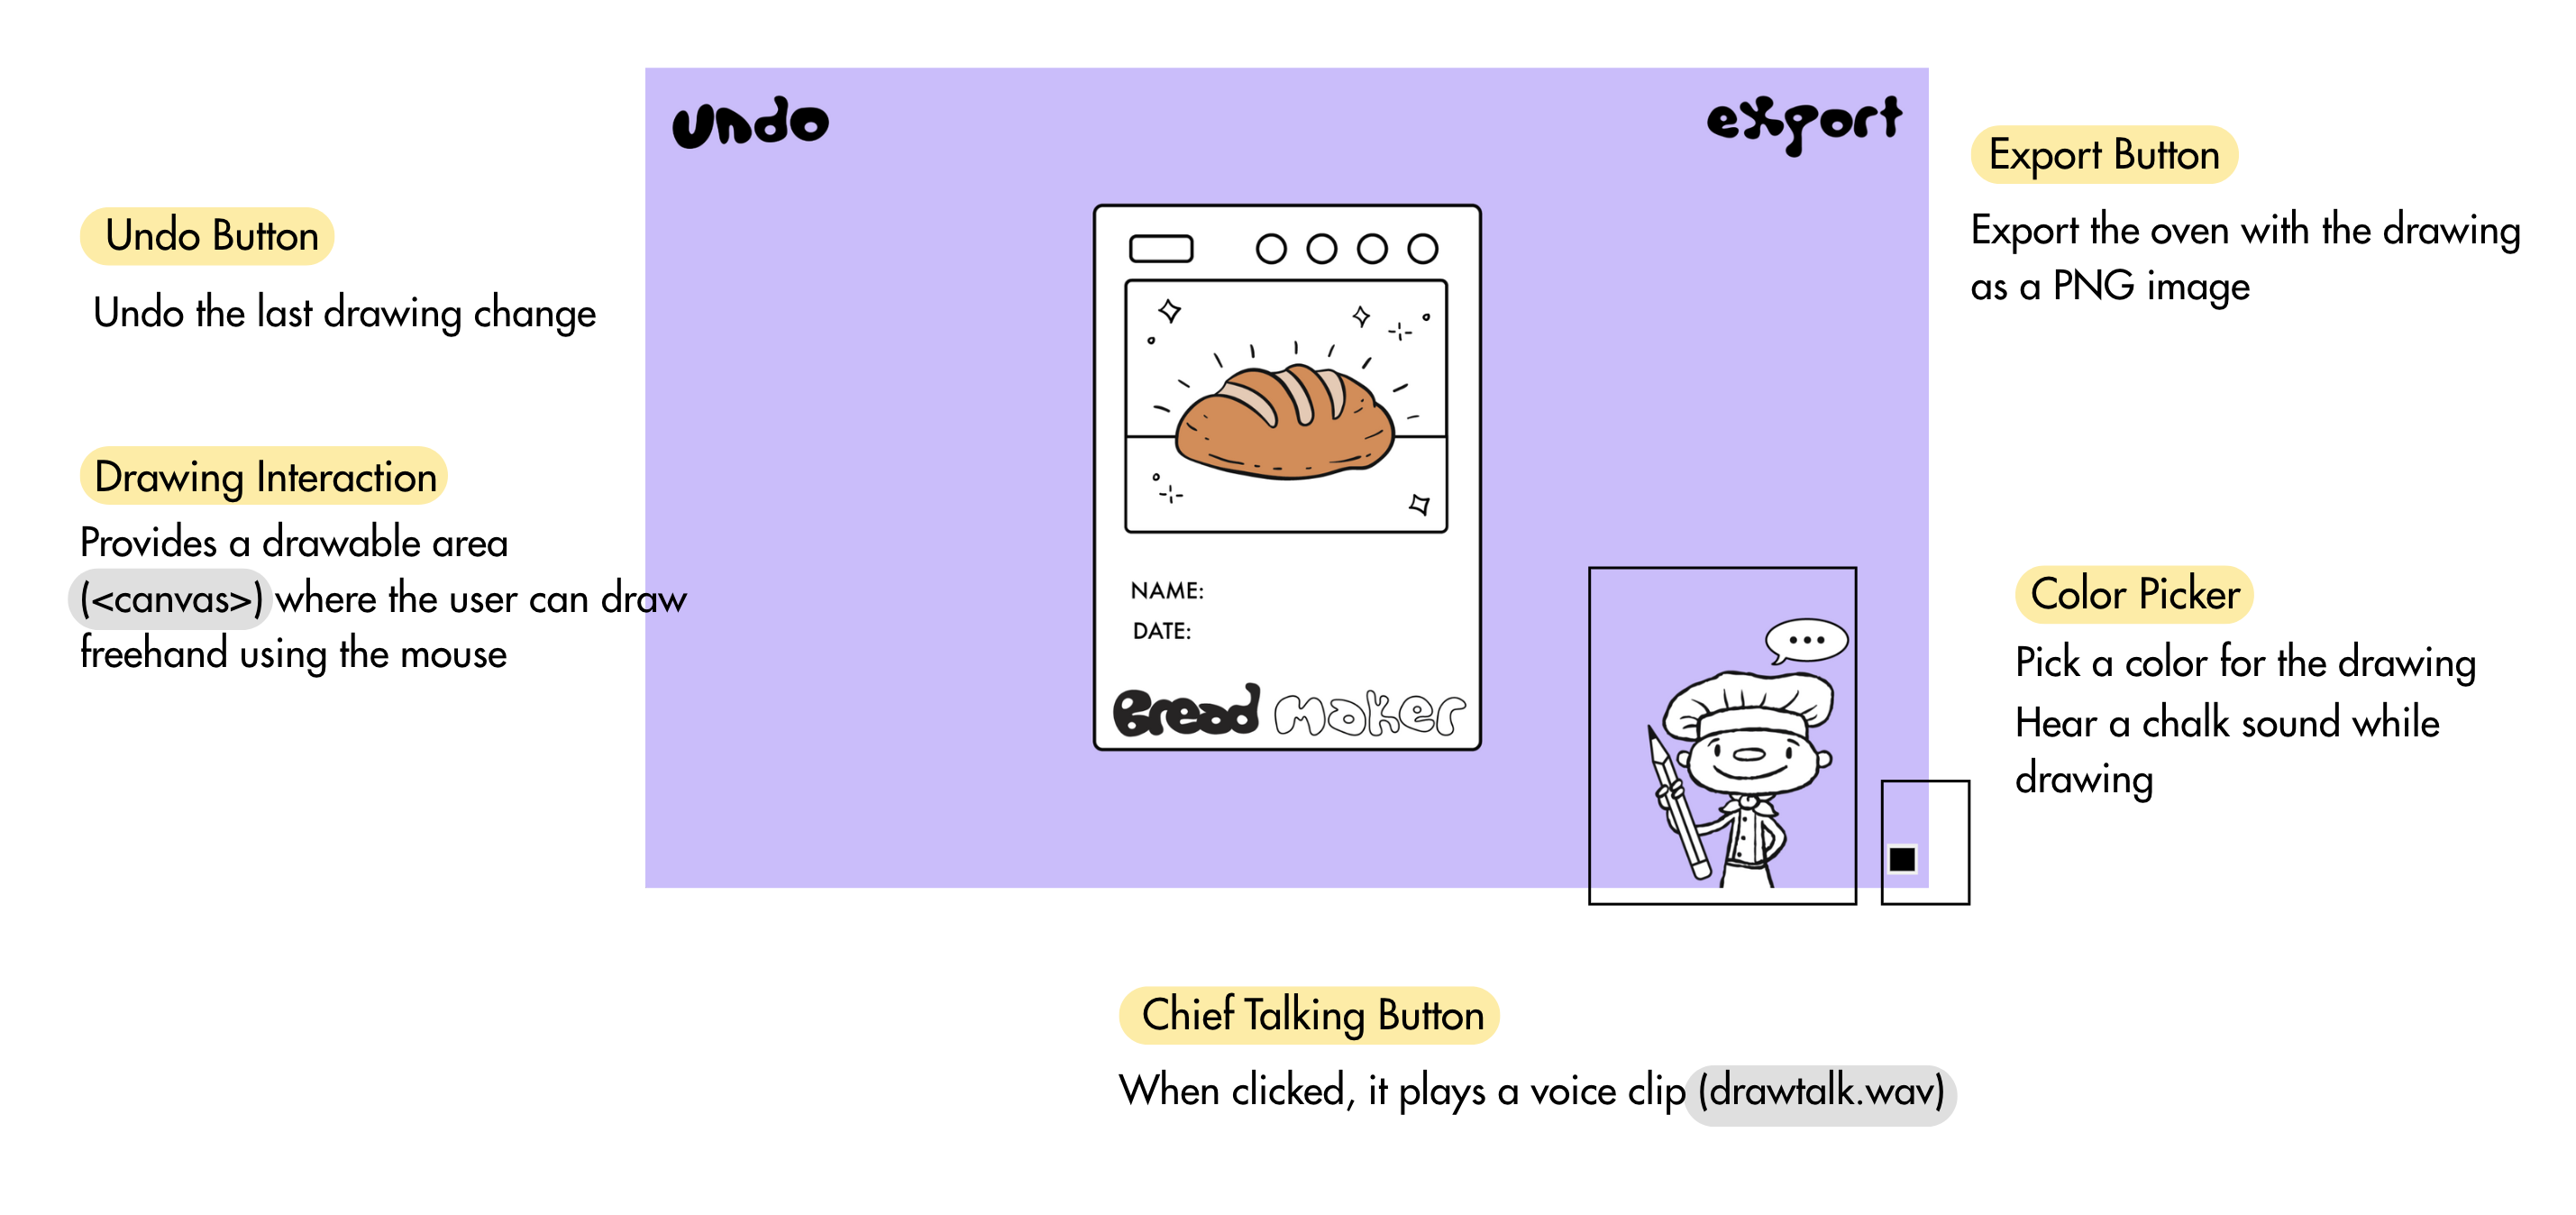 undo
export
Export Button
Export the oven with the drawing
as a PNG image
Undo Button
Undo the last drawing change
Drawing Interaction
Provides a drawable area
(<canvas>) where the user can draw
freehand using the mouse
NAME:
DATE:
Bread maker
Color Picker
Pick a color for the drawing
Hear a chalk sound while
drawing
Chief Talking Button
When clicked, it plays a voice clip (drawtalk.wav)